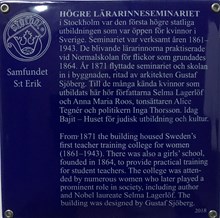 STOCKHOLM
Samfundet
S:t Erik
HÖGRE LÄRARINNESEMINARIET
i Stockholm var den första högre statliga
utbildningen som var öppen för kvinnor i
Sverige. Seminariet var verksamt åren 1861-
1943. De blivande lärarinnorna praktiserade
vid Normalskolan för flickor som grundades
1864. År 1871 flyttade seminariet och skolan
in i byggnaden, ritad av arkitekten Gustaf
Sjöberg. Till de många kända kvinnor som
utbildats här hör författarna Selma Lagerlöf
och Anna Maria Roos, tonsättaren Alice
Tegnér och politikern Inga Thorsson. Idag
Bajit – Huset för judisk utbildning och kultur.
From 1871 the building housed Sweden's
first teacher training college for women
(1861–1943). There was also a girls' school,
founded in 1864, to provide practical training
for student teachers. The college was atten-
ded by numerous women who later played a
prominent role in society, including author
and Nobel laureate Selma Lagerlöf. The
building was designed by Gustaf Sjöberg.